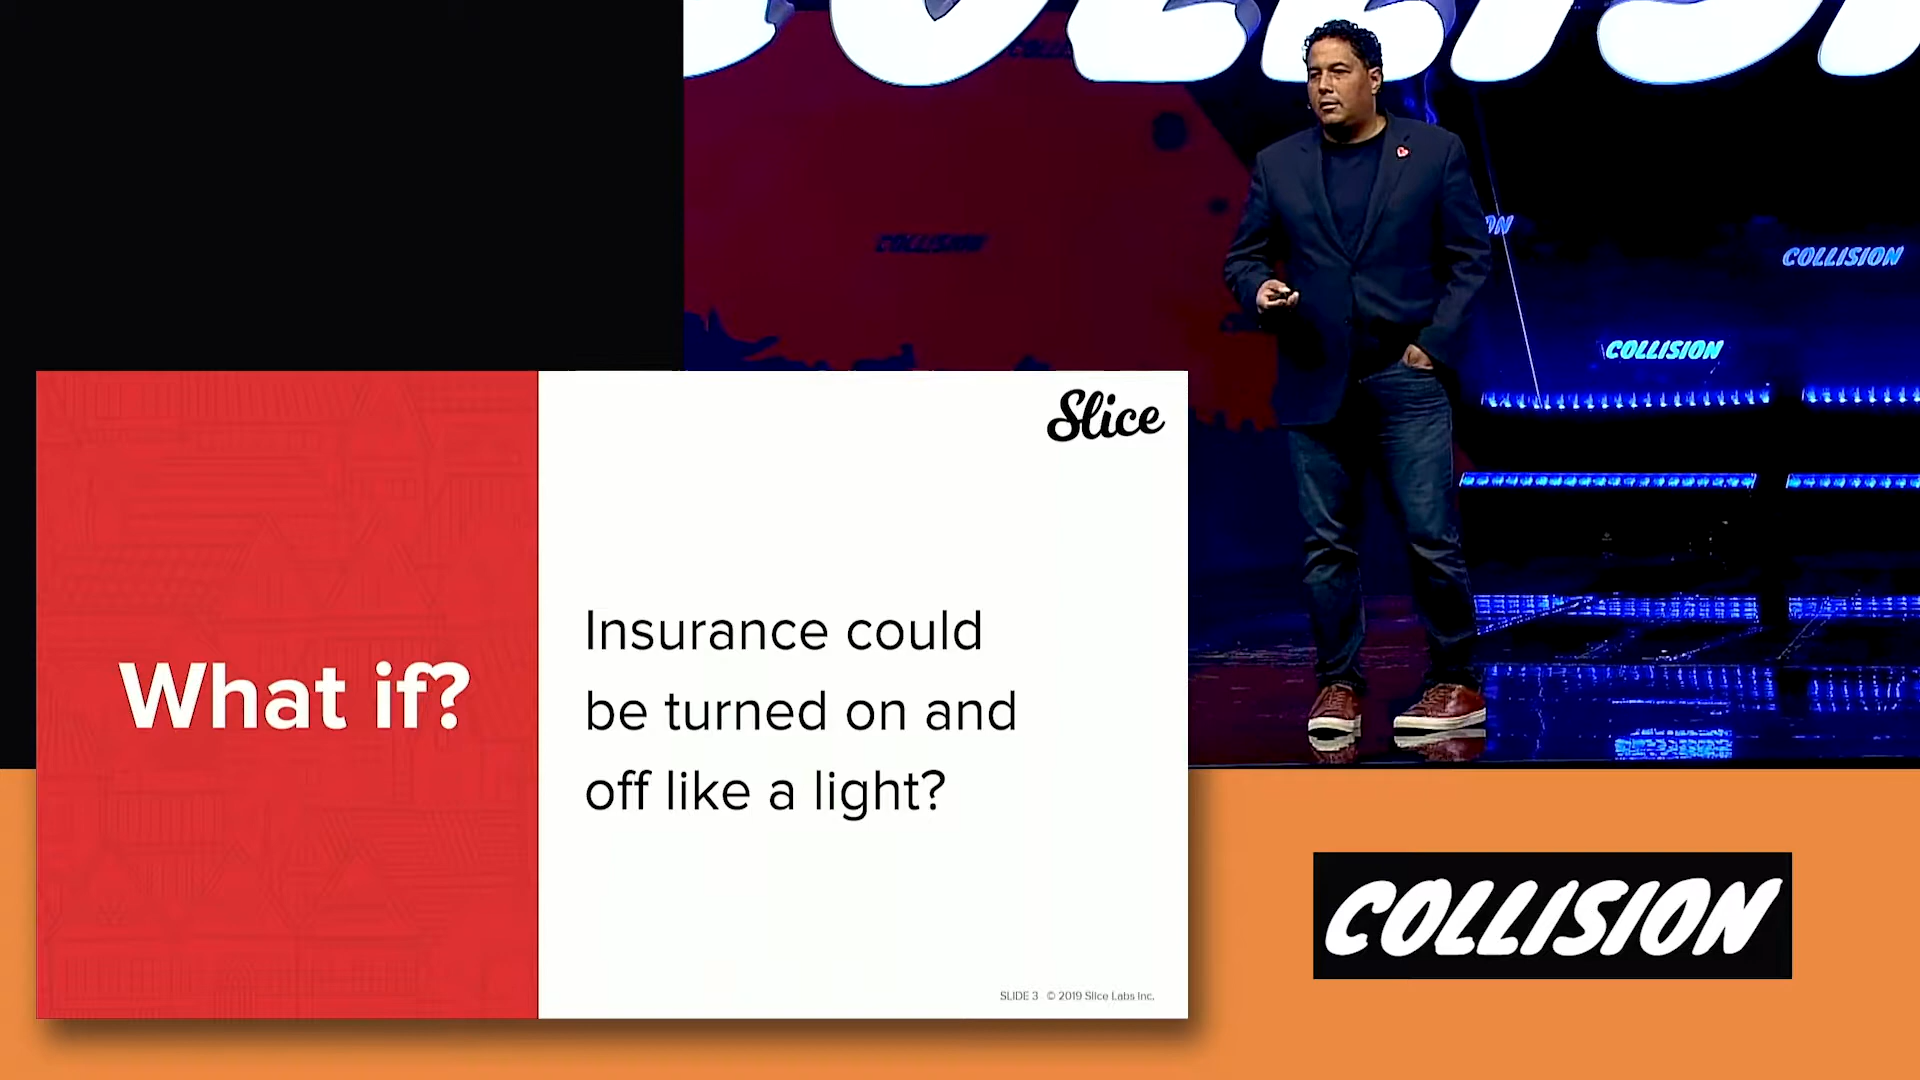 COLLISION
COLLISION
COLLISION
Slice
What if?
Insurance could
be turned on and
off like a light?
SLIDE 3 © 2019 Slice Labs Inc.
COLLISION